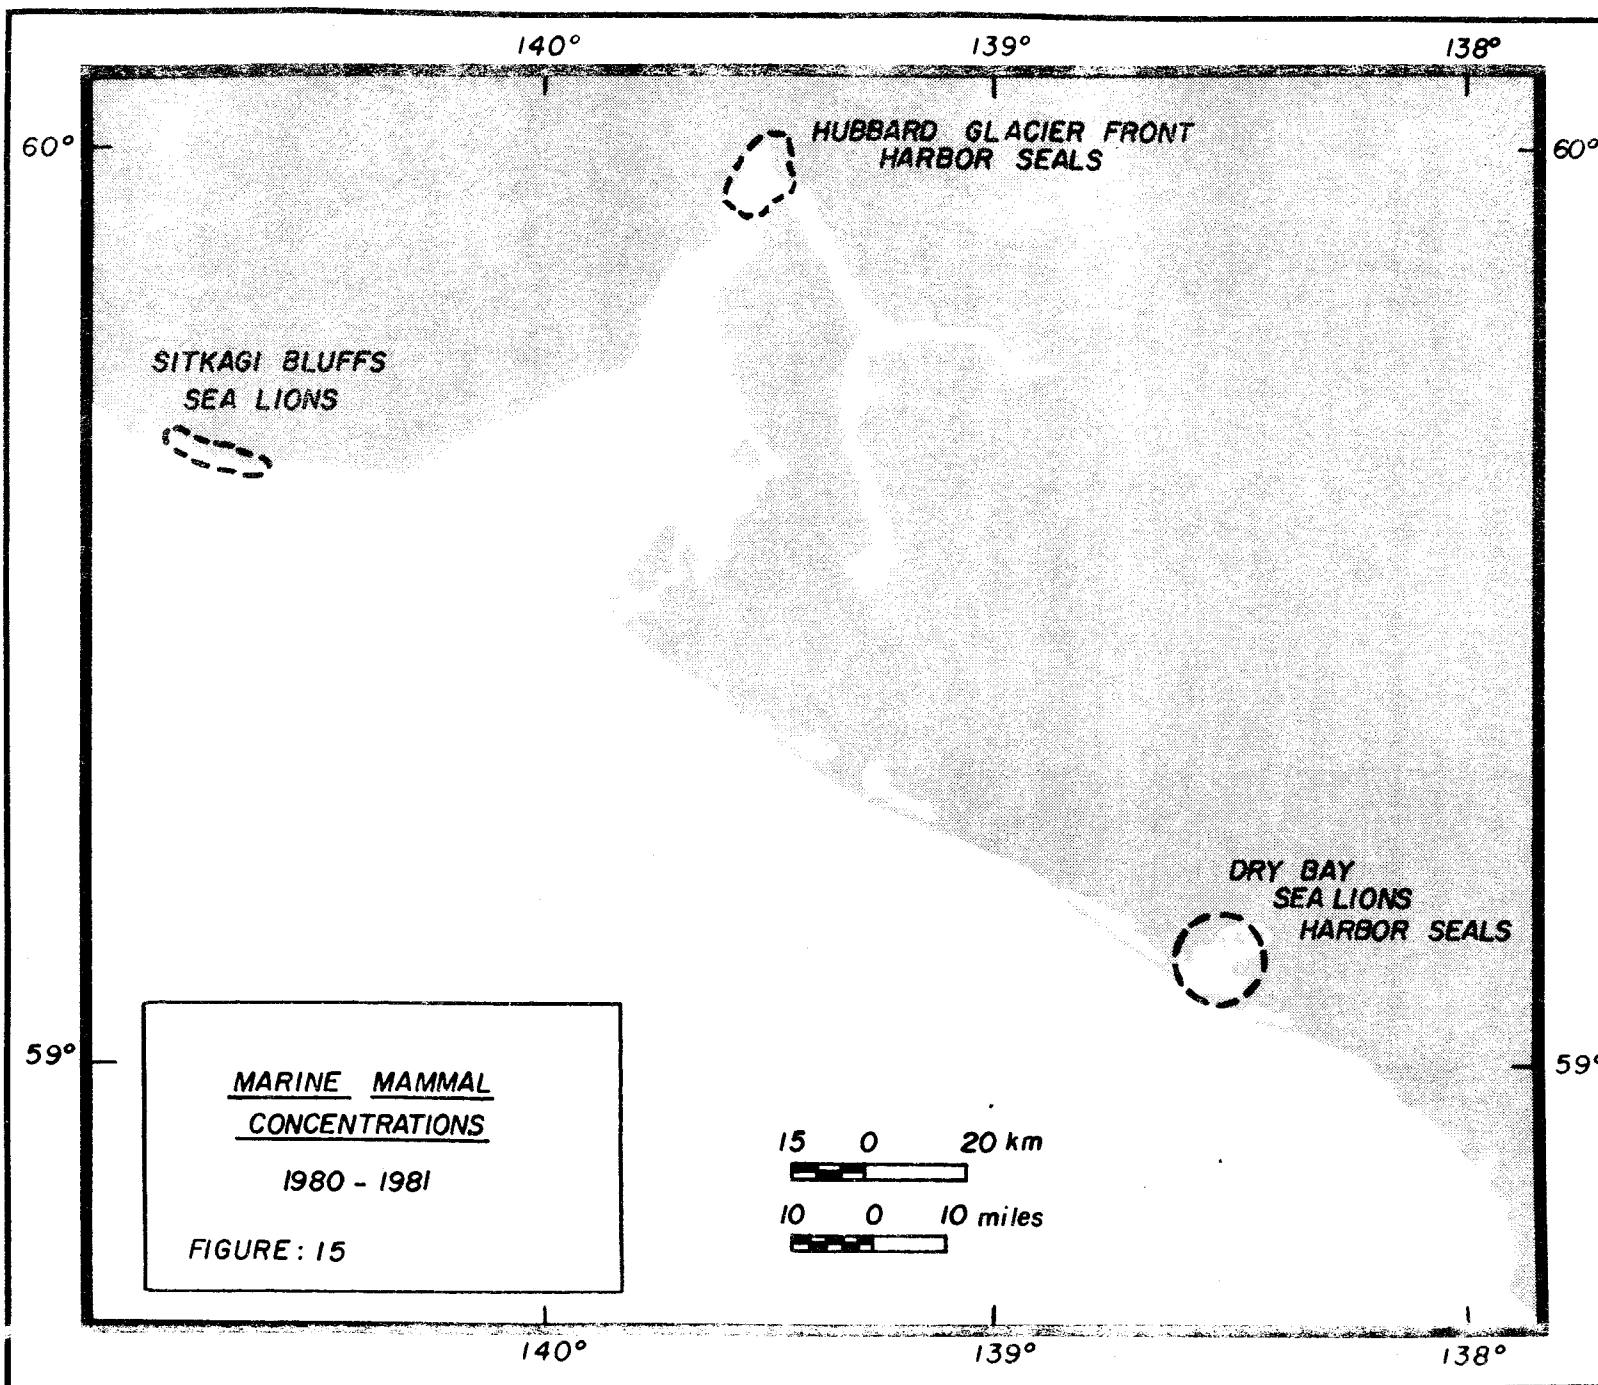 140° 139° 138°
60° 60°
HUBBARD GLACIER FRONT
HARBOR SEALS
SITKAGI BLUFFS
SEA LIONS
DRY BAY
SEA LIONS
HARBOR SEALS
59° 59°
MARINE MAMMAL
CONCENTRATIONS
1980 - 1981
FIGURE: 15
15 0 20 km
10 0 10 miles
140° 139° 138°